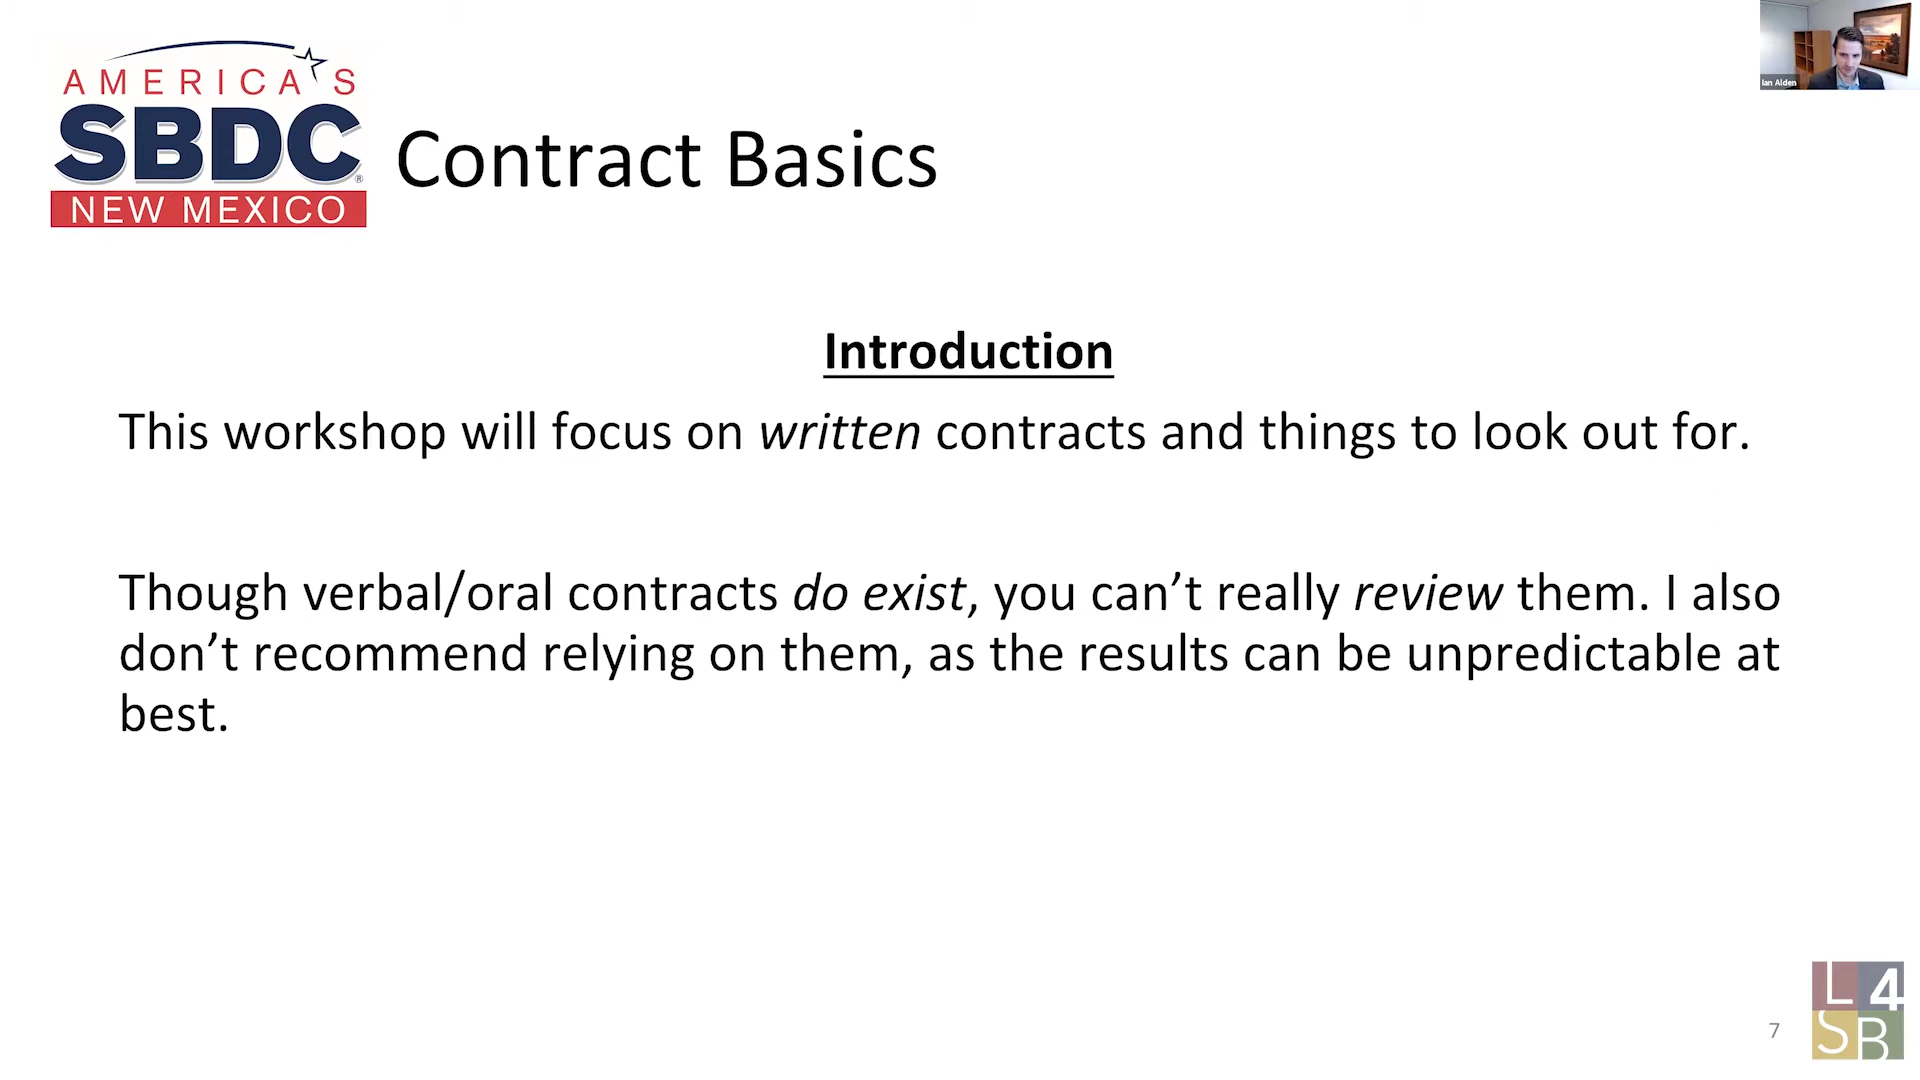 AMERICA'S
SBDC®
NEW MEXICO
Contract Basics
Ian Alden
Introduction
This workshop will focus on written contracts and things to look out for.
Though verbal/oral contracts do exist, you can’t really review them. I also
don’t recommend relying on them, as the results can be unpredictable at
best.
7
L4
SB